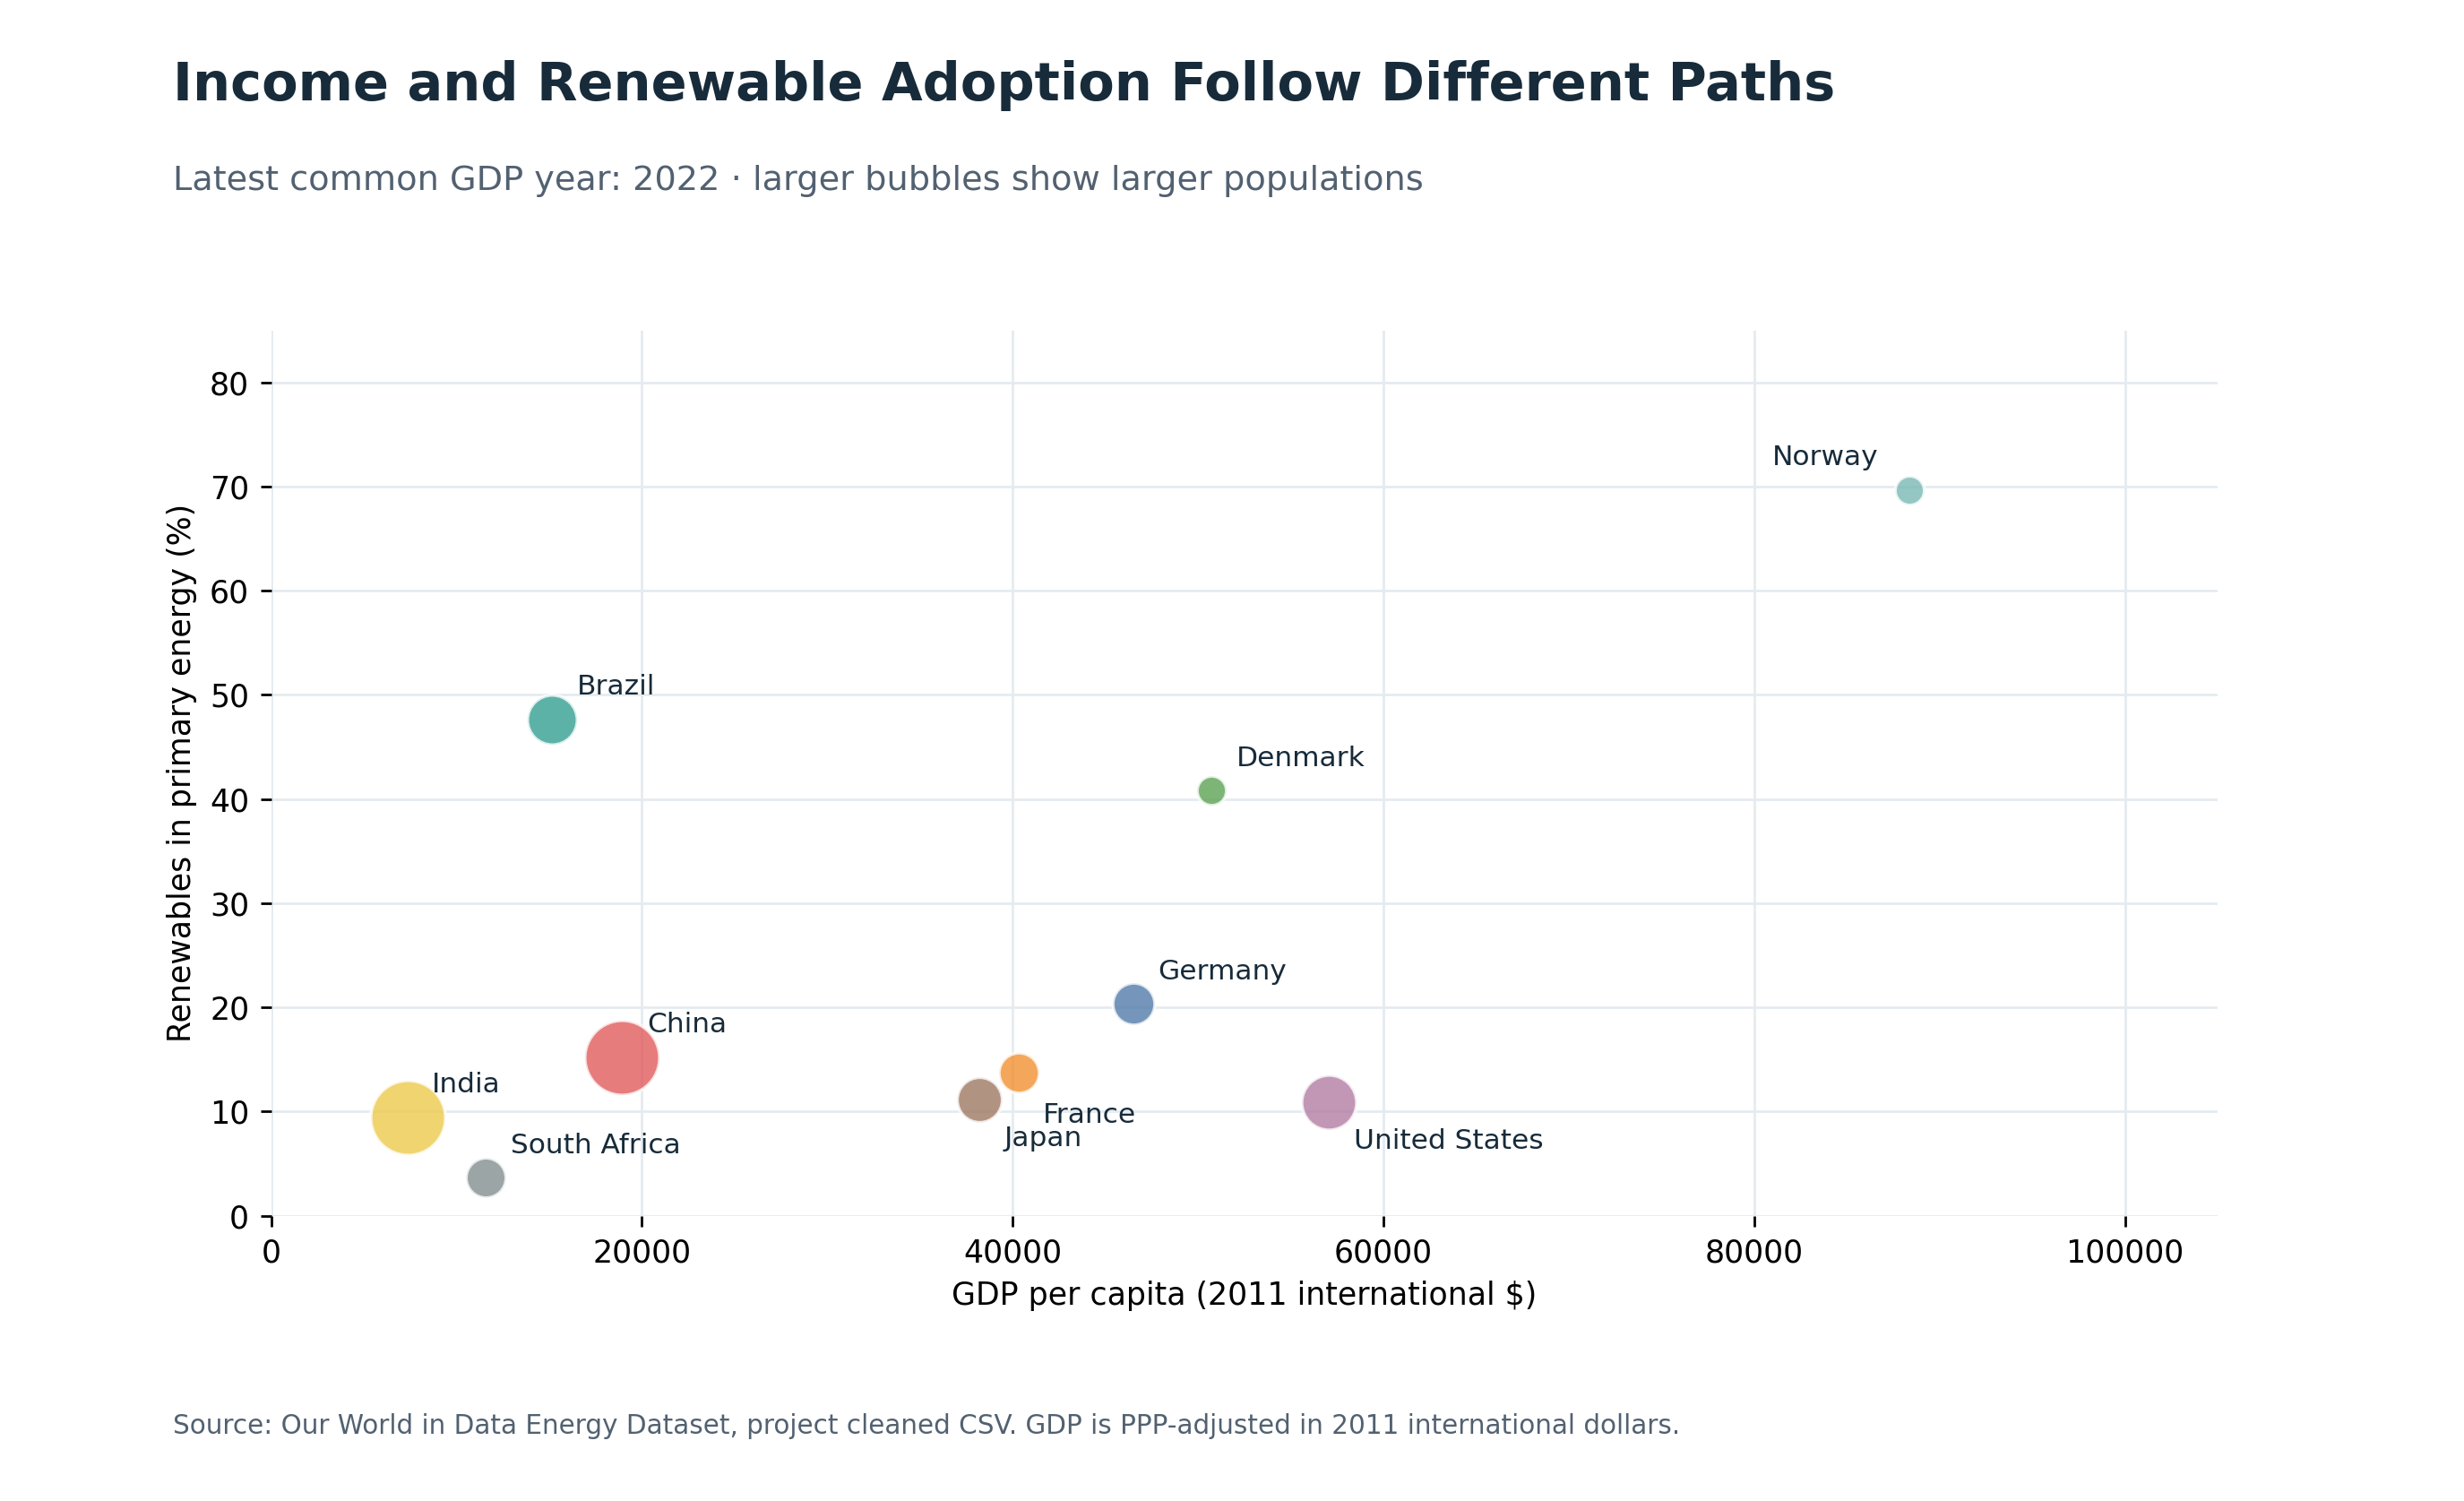 Income and Renewable Adoption Follow Different Paths
Latest common GDP year: 2022 · larger bubbles show larger populations
Renewables in primary energy (%)
80
70
60
50
40
30
20
10
0
Norway
Brazil
Denmark
Germany
China
India
France
Japan
South Africa
United States
0 20000 40000 60000 80000 100000
GDP per capita (2011 international $)
Source: Our World in Data Energy Dataset, project cleaned CSV. GDP is PPP-adjusted in 2011 international dollars.